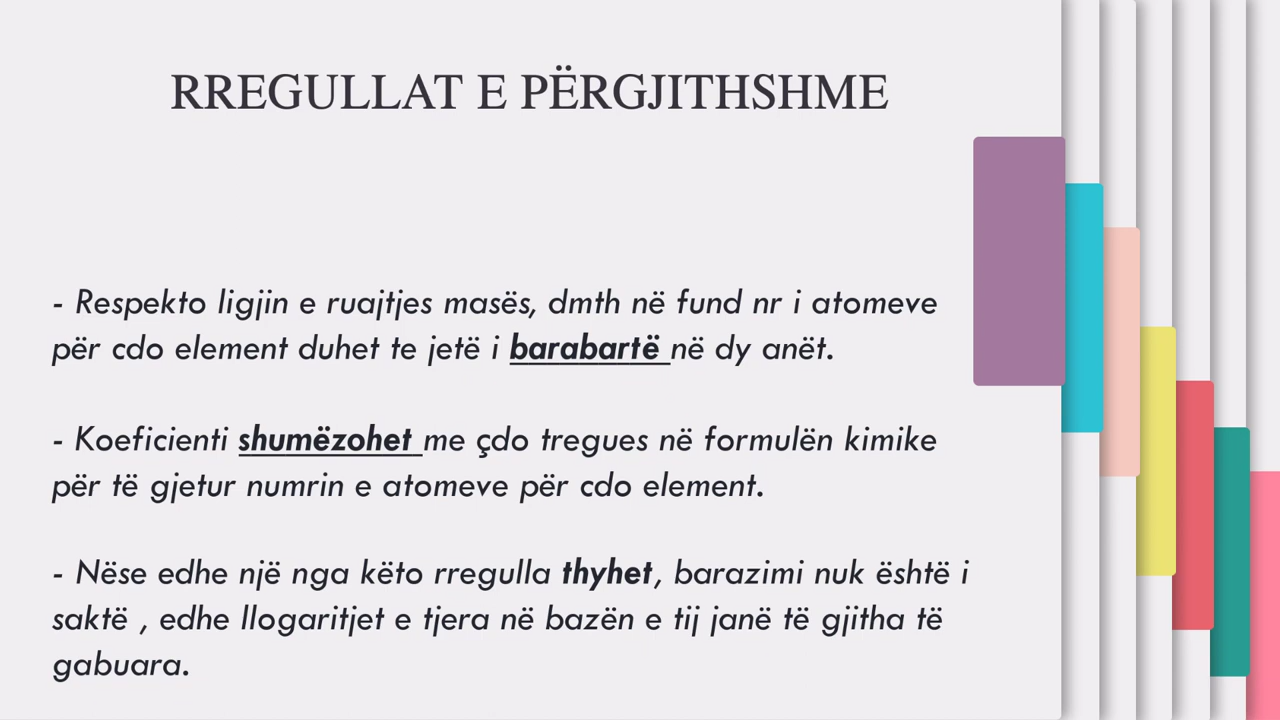 RREGULLAT E PËRGJITHSHME
- Respekto ligjin e ruajtjes masës, dmth në fund nr i atomeve
për cdo element duhet te jetë i barabartë në dy anët.
- Koeficienti shumëzohet me çdo tregues në formulën kimike
për të gjetur numrin e atomeve për cdo element.
- Nëse edhe një nga këto rregulla thyhet, barazimi nuk është i
saktë , edhe llogaritjet e tjera në bazën e tij janë të gjitha të
gabuara.